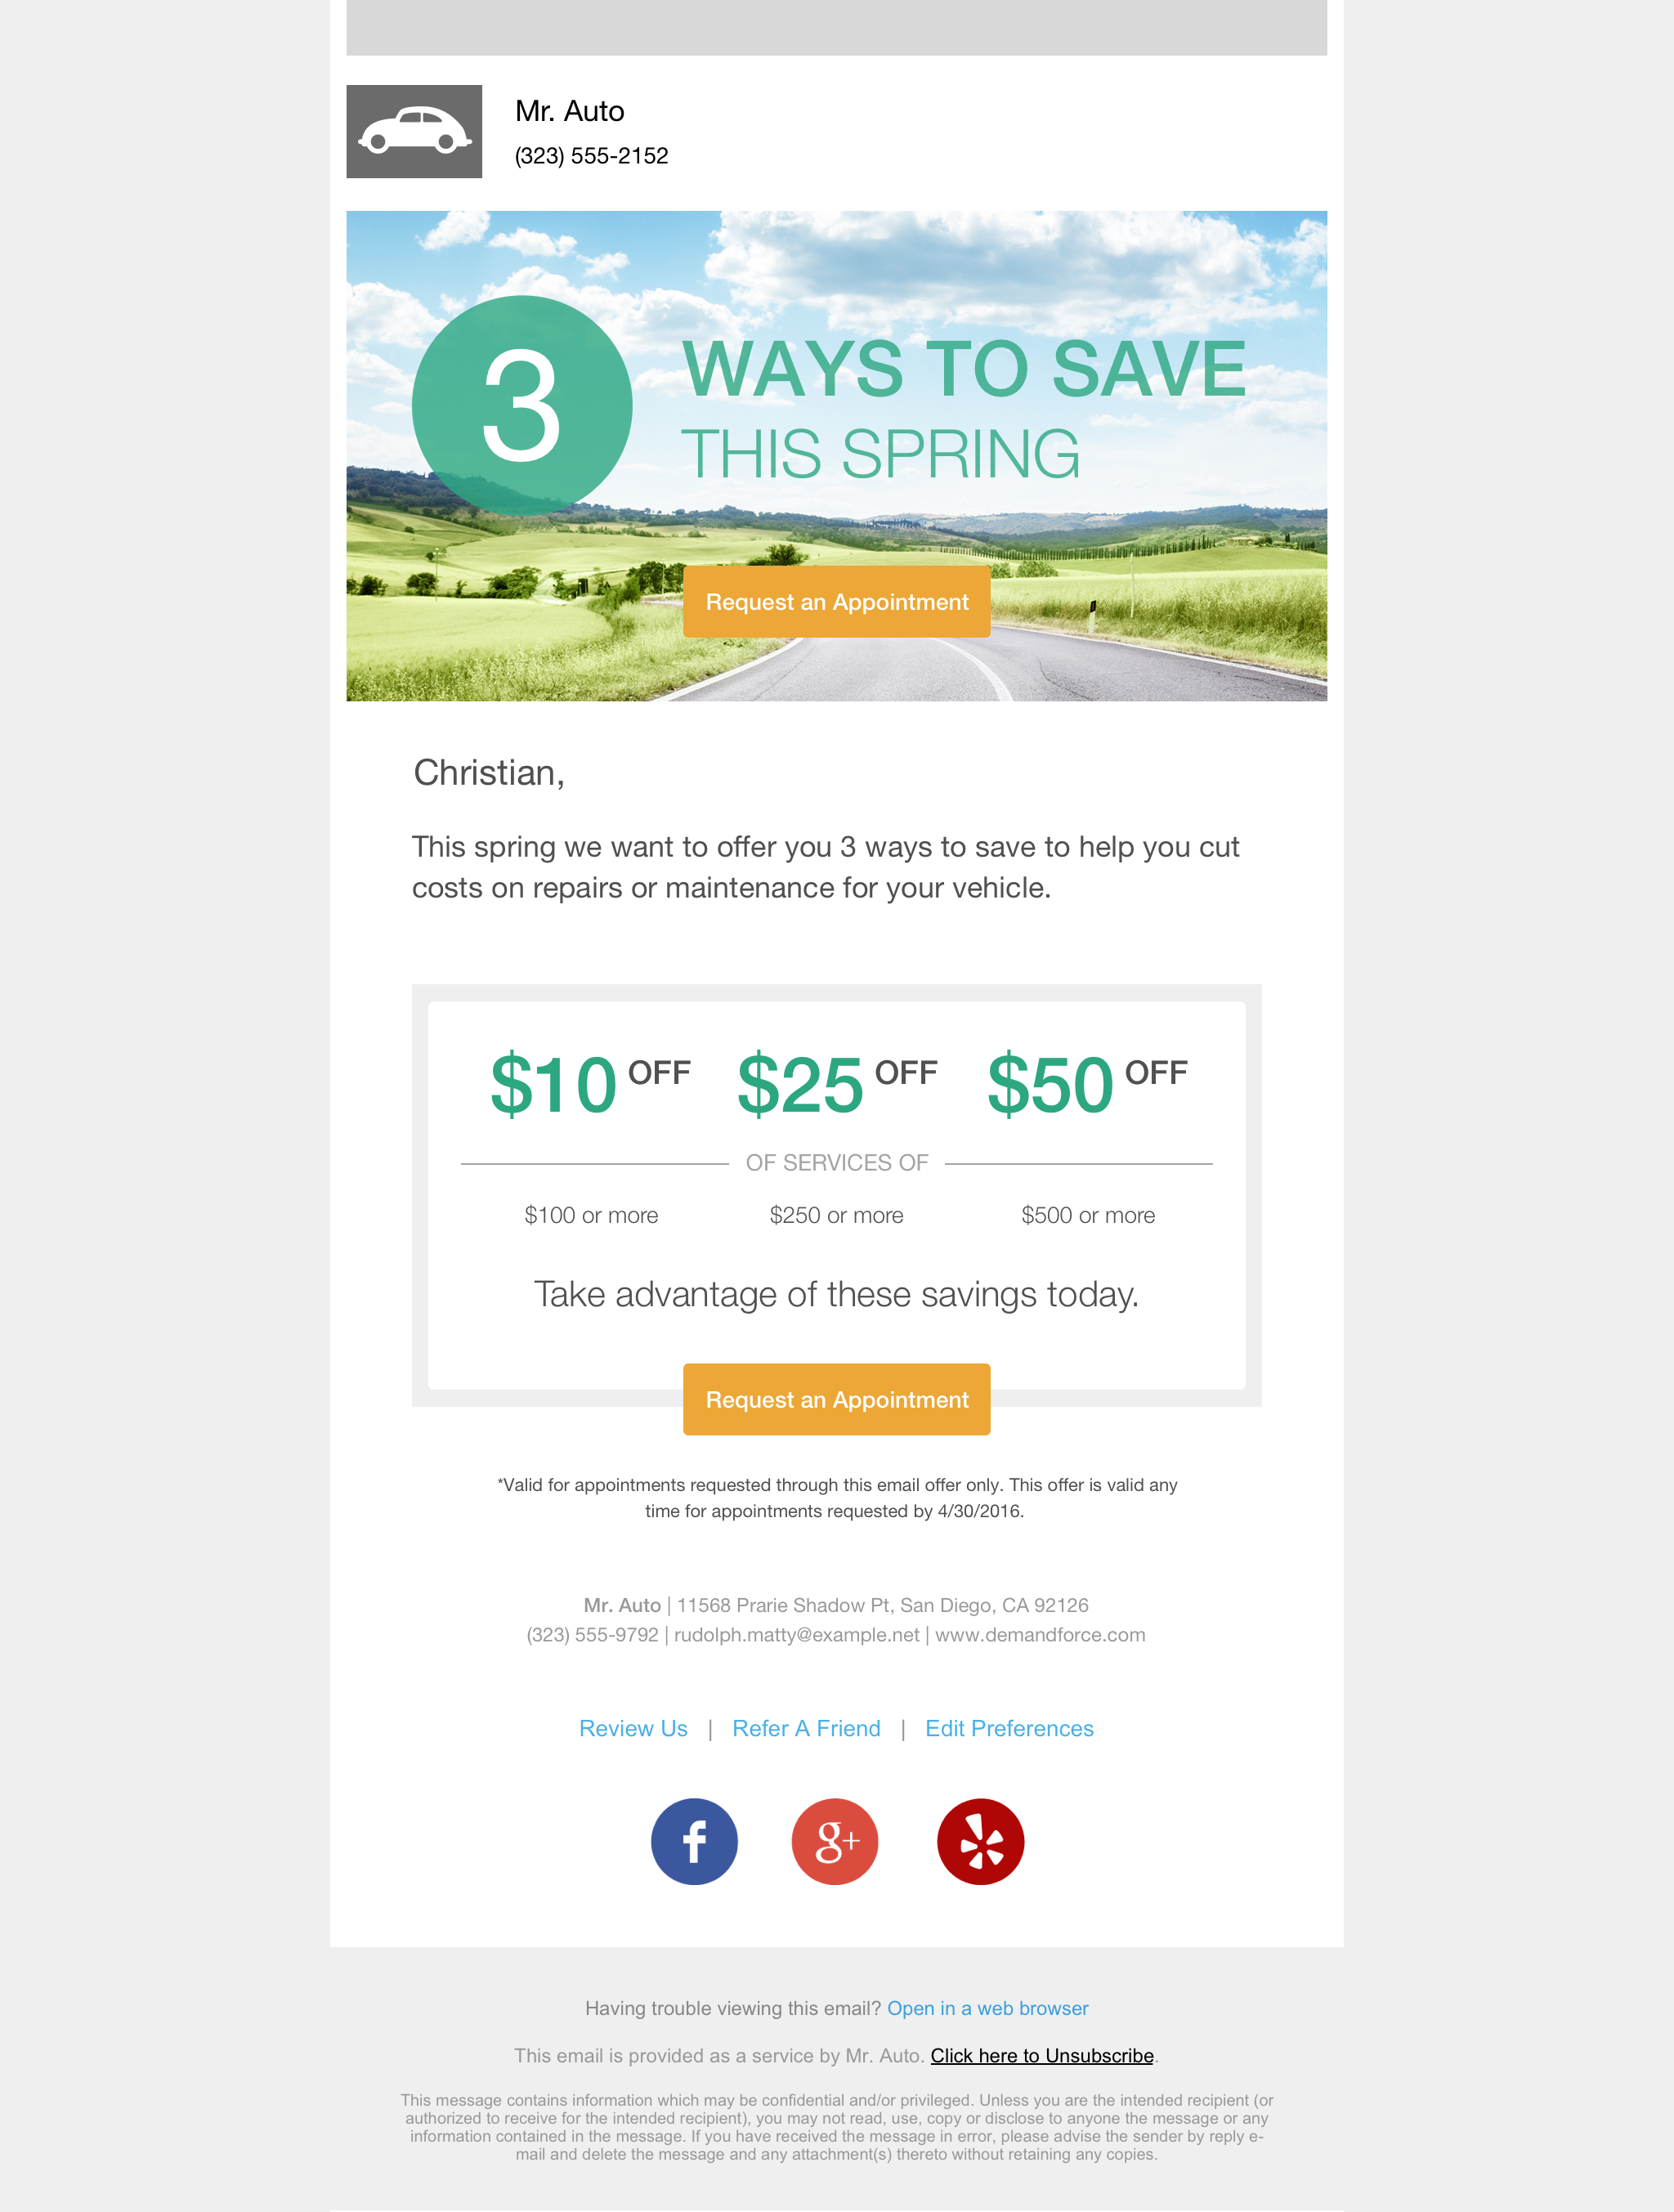 Mr. Auto
(323) 555-2152
3
WAYS TO SAVE
THIS SPRING
Request an Appointment
Christian,
This spring we want to offer you 3 ways to save to help you cut
costs on repairs or maintenance for your vehicle.
$10 OFF $25 OFF $50 OFF
OF SERVICES OF
$100 or more $250 or more $500 or more
Take advantage of these savings today.
Request an Appointment
*Valid for appointments requested through this email offer only. This offer is valid any
time for appointments requested by 4/30/2016.
Mr. Auto | 11568 Prarie Shadow Pt, San Diego, CA 92126
(323) 555-9792 | rudolph.matty@example.net | www.demandforce.com
Review Us | Refer A Friend | Edit Preferences
f g+
Having trouble viewing this email? Open in a web browser
This email is provided as a service by Mr. Auto. Click here to Unsubscribe.
This message contains information which may be confidential and/or privileged. Unless you are the intended recipient (or
authorized to receive for the intended recipient), you may not read, use, copy or disclose to anyone the message or any
information contained in the message. If you have received the message in error, please advise the sender by reply e-
mail and delete the message and any attachment(s) thereto without retaining any copies.